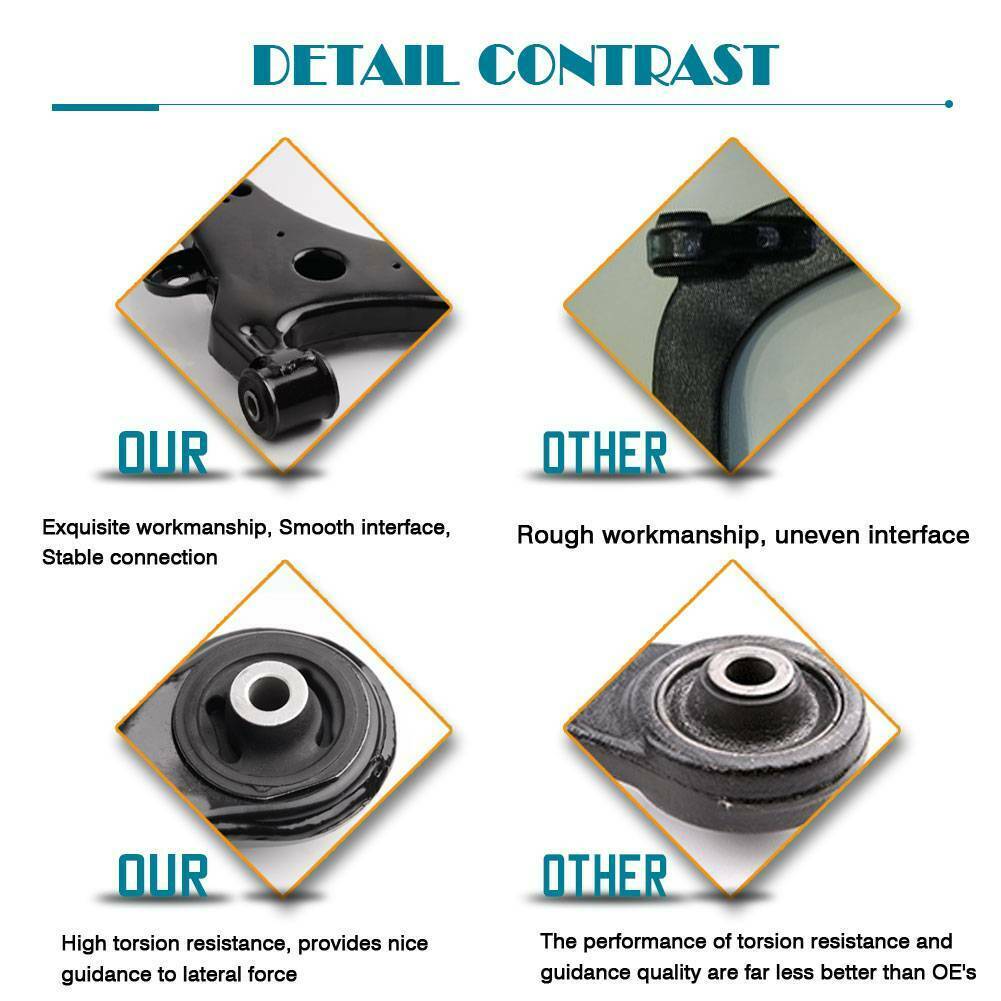 DETAIL CONTRAST
OUR
OTHER
Exquisite workmanship, Smooth interface,
Stable connection
Rough workmanship, uneven interface
OUR
OTHER
High torsion resistance, provides nice
guidance to lateral force
The performance of torsion resistance and
guidance quality are far less better than OE's